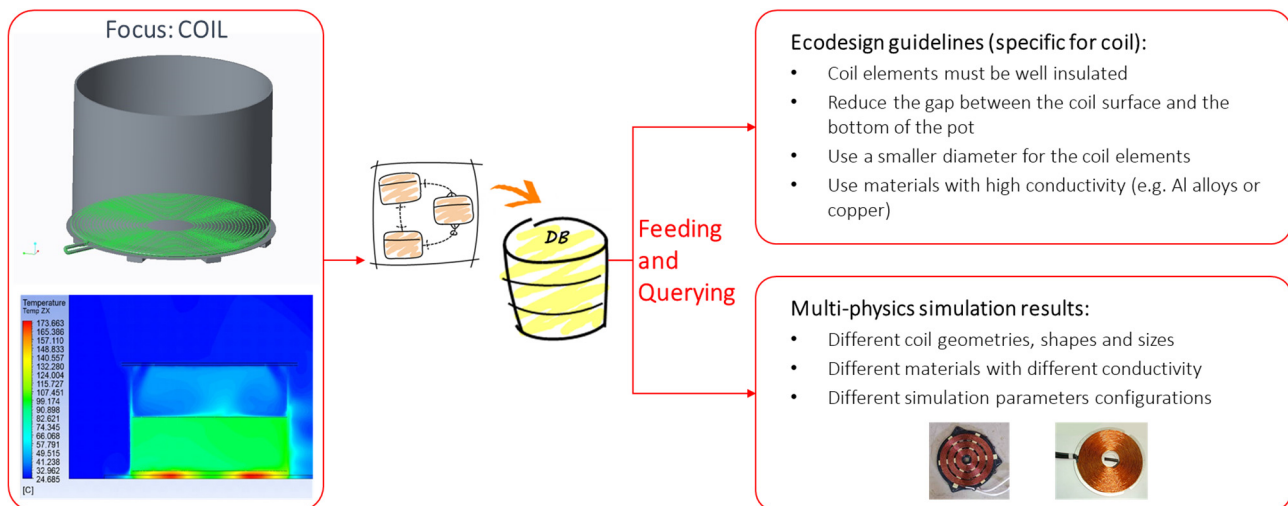 Focus: COIL
Temperature
Temp ZX
173.663
165.386
157.110
148.833
140.557
132.280
124.004
115.727
107.451
99.174
90.898
82.621
74.345
66.068
57.791
49.515
41.238
32.962
24.685
[C]
DB
Feeding
and
Querying
Ecodesign guidelines (specific for coil):
• Coil elements must be well insulated
• Reduce the gap between the coil surface and the
bottom of the pot
• Use a smaller diameter for the coil elements
• Use materials with high conductivity (e.g. Al alloys or
copper)
Multi-physics simulation results:
• Different coil geometries, shapes and sizes
• Different materials with different conductivity
• Different simulation parameters configurations